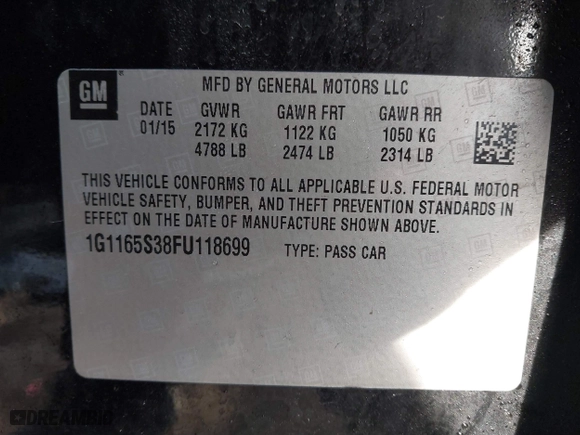 GM
MFD BY GENERAL MOTORS LLC
DATE GVWR GAWR FRT GAWR RR
01/15 2172 KG 1122 KG 1050 KG
4788 LB 2474 LB 2314 LB
THIS VEHICLE CONFORMS TO ALL APPLICABLE U.S. FEDERAL MOTOR
VEHICLE SAFETY, BUMPER, AND THEFT PREVENTION STANDARDS IN
EFFECT ON THE DATE OF MANUFACTURE SHOWN ABOVE.
1G1165S38FU118699 TYPE: PASS CAR
DREAMBID